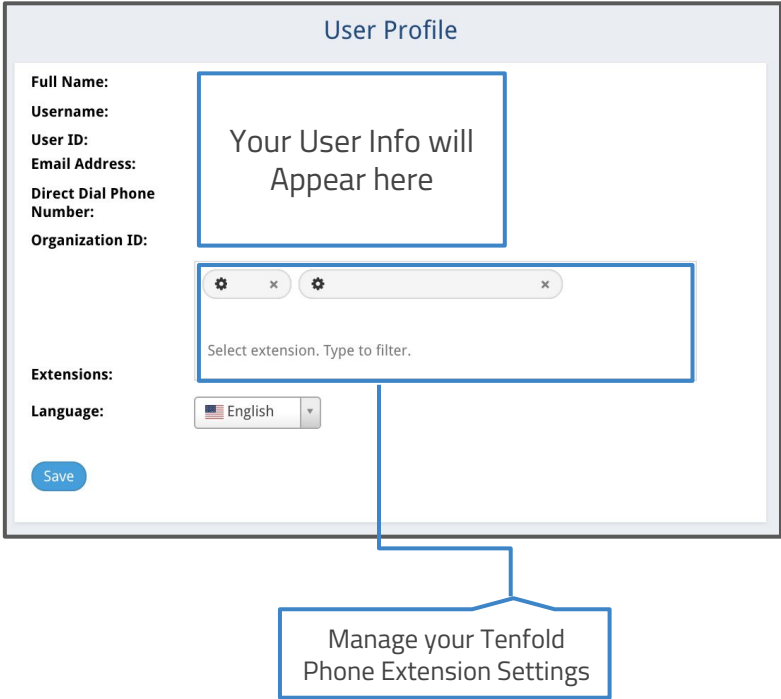 User Profile
Full Name:
Username:
User ID:
Email Address:
Direct Dial Phone
Number:
Organization ID:
Your User Info will
Appear here
Select extension. Type to filter.
Extensions:
Language:
English
Save
Manage your Tenfold
Phone Extension Settings